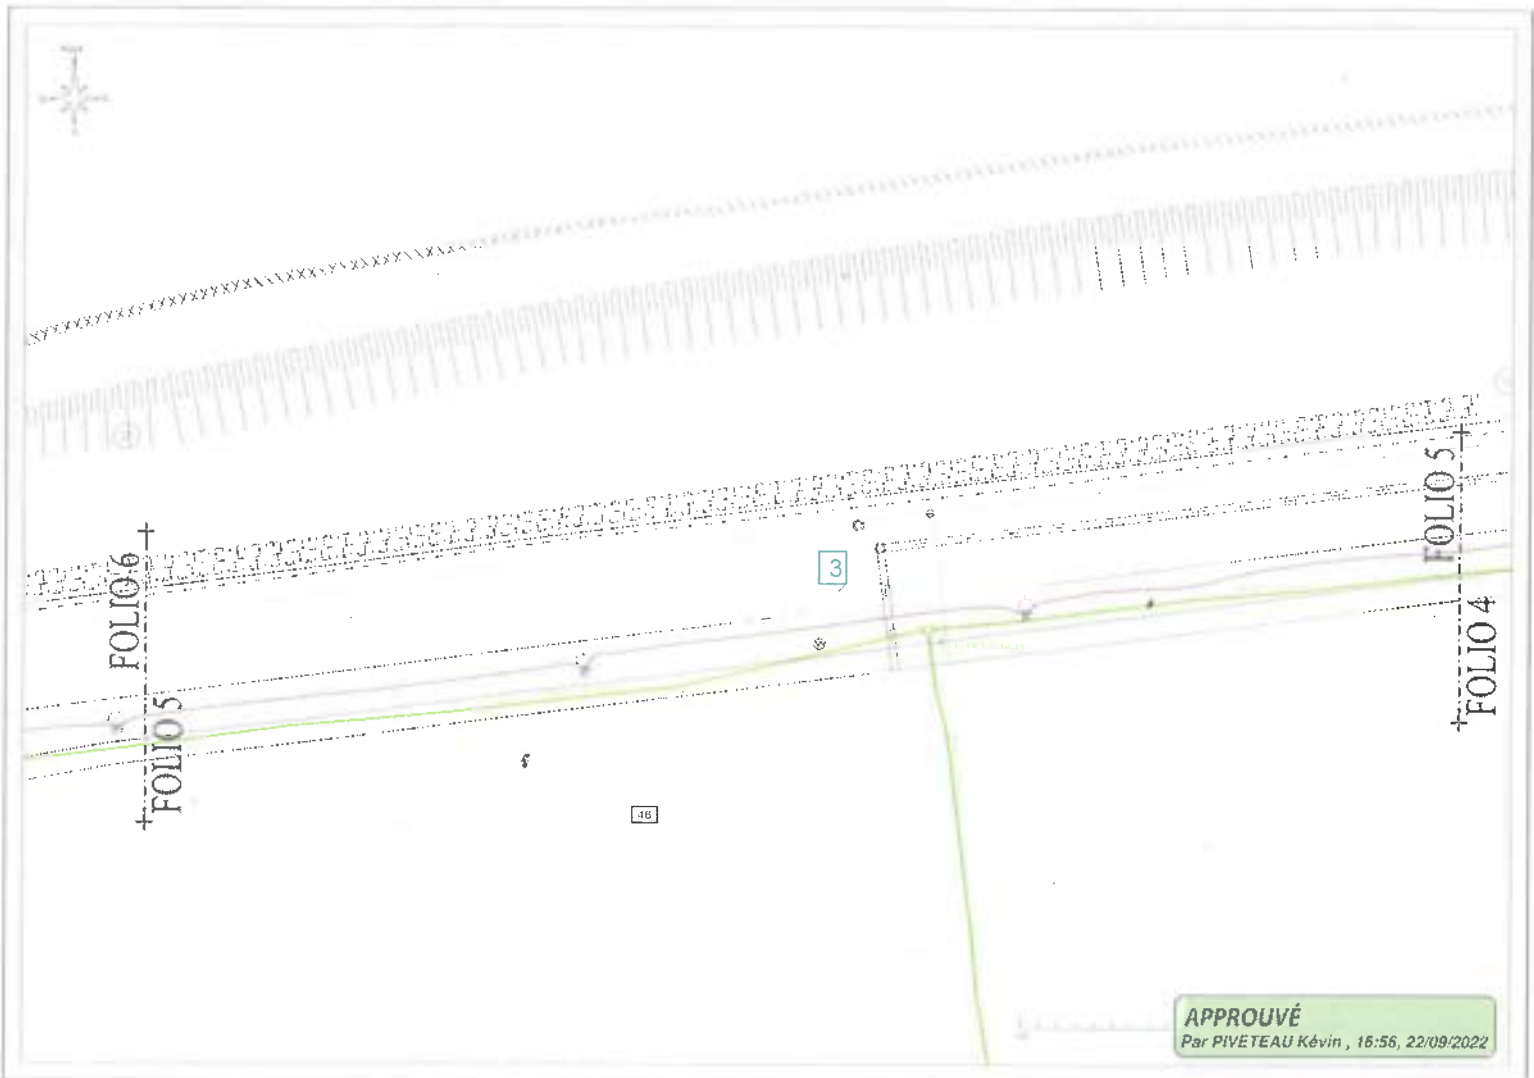 FOLIO 6
FOLIO 5
3
46
FOLIO 5
FOLIO 4
APPROUVÉ
Par PIVETEAU Kévin , 16:56, 22/09/2022